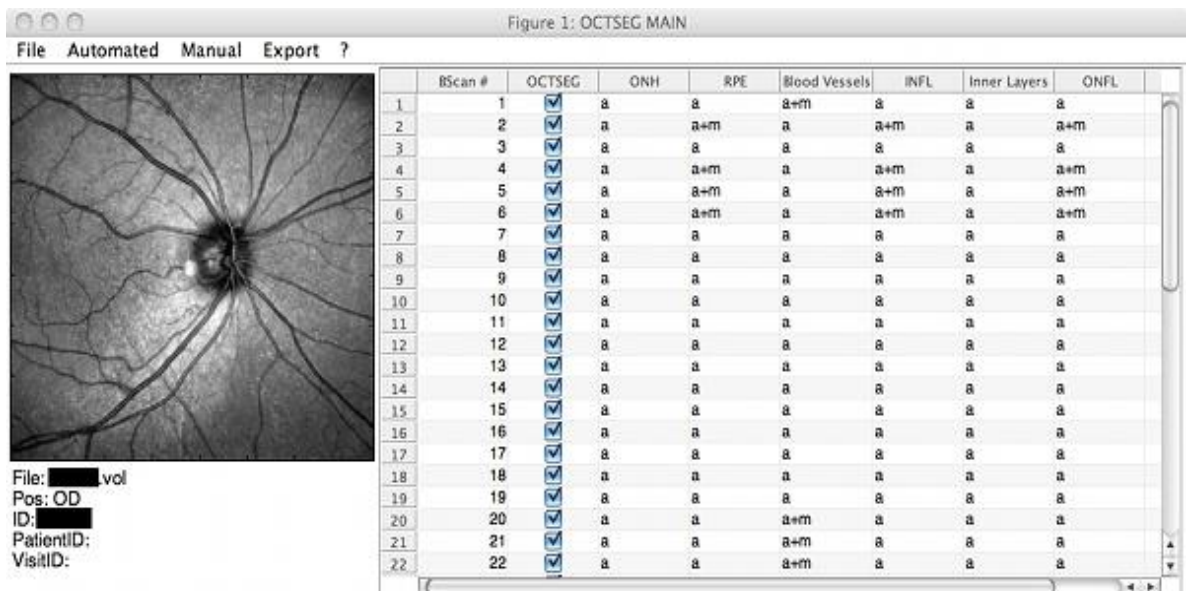 Figure 1: OCTSEG MAIN
File Automated Manual Export ?
BScan # OCTSEG ONH RPE Blood Vessels INFL Inner Layers ONFL
1 1 a a a+m a a a
2 2 a a+m a a+m a a+m
3 3 a a a a a a
4 4 a a+m a a+m a a+m
5 5 a a+m a a+m a a+m
6 6 a a+m a a+m a a+m
7 7 a a a a a a
8 8 a a a a a a
9 9 a a a a a a
10 10 a a a a a a
11 11 a a a a a a
12 12 a a a a a a
13 13 a a a a a a
14 14 a a a a a a
15 15 a a a a a a
16 16 a a a a a a
17 17 a a a a a a
18 18 a a a a a a
19 19 a a a a a a
20 20 a a a+m a a a
21 21 a a a+m a a a
22 22 a a a+m a a a
File: .vol
Pos: OD
ID:
PatientID:
VisitID: